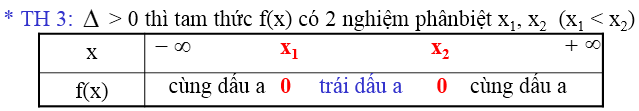 * TH 3: Δ > 0 thì tam thức f(x) có 2 nghiệm phânbiệt x₁, x₂ (x₁ < x₂)
x − ∞ x₁ x₂ + ∞
f(x) cùng dấu a 0 trái dấu a 0 cùng dấu a